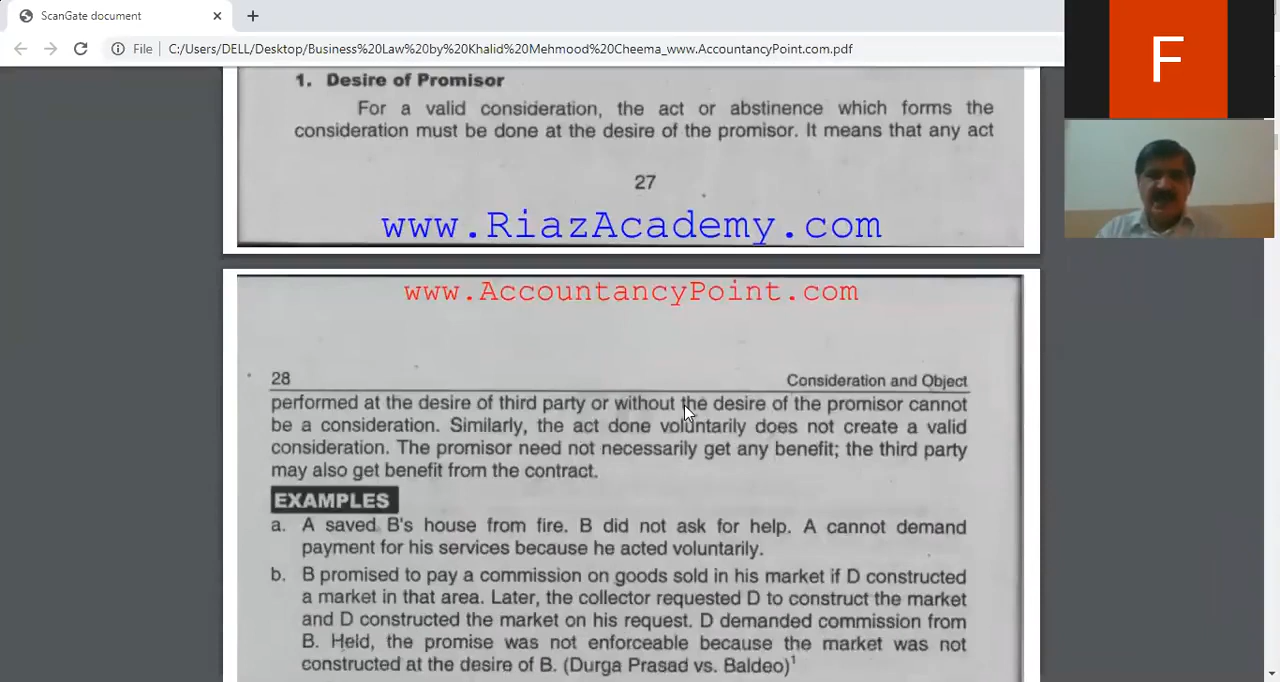 ScanGate document
File
C:/Users/DELL/Desktop/Business%20Law%20by%20Khalid%20Mehmood%20Cheema_www.AccountancyPoint.com.pdf
F
1. Desire of Promisor
For a valid consideration, the act or abstinence which forms the
consideration must be done at the desire of the promisor. It means that any act
27
www.RiazAcademy.com
www.AccountancyPoint.com
28 Consideration and Object
performed at the desire of third party or without the desire of the promisor cannot
be a consideration. Similarly, the act done voluntarily does not create a valid
consideration. The promisor need not necessarily get any benefit; the third party
may also get benefit from the contract.
EXAMPLES
a. A saved B's house from fire. B did not ask for help. A cannot demand
payment for his services because he acted voluntarily.
b. B promised to pay a commission on goods sold in his market if D constructed
a market in that area. Later, the collector requested D to construct the market
and D constructed the market on his request. D demanded commission from
B. Held, the promise was not enforceable because the market was not
constructed at the desire of B. (Durga Prasad vs. Baldeo)1